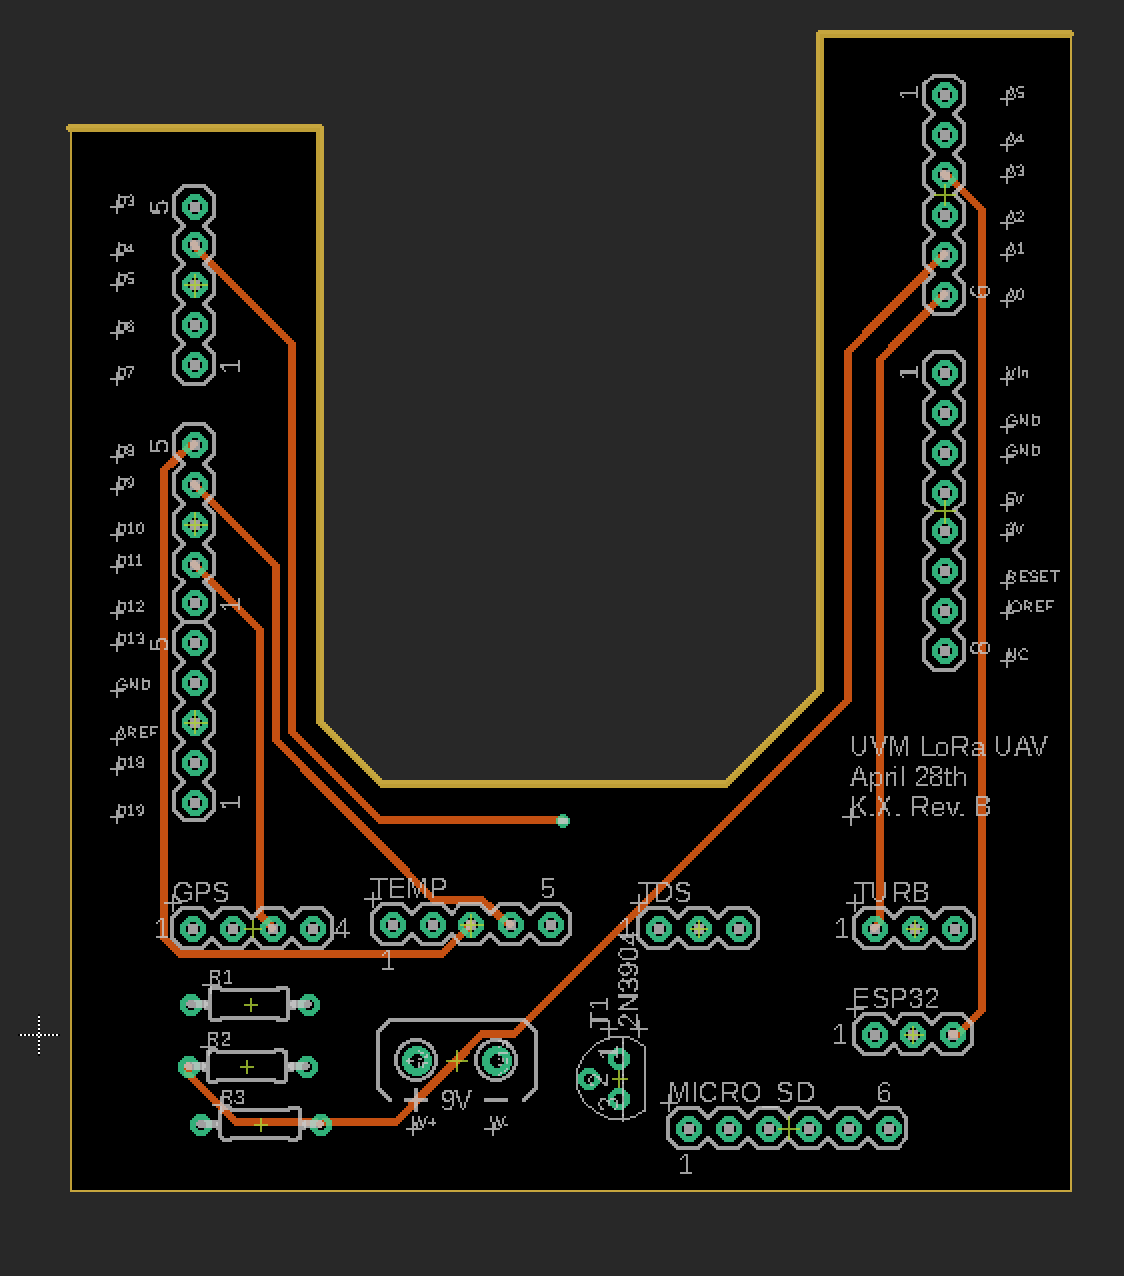 D3
5
D4
D5
D6
D7
1
D8
5
D9
D10
D11
D12
1
D13
5
GND
AREF
D18
D19
1
1
A5
A4
A3
A2
A1
A0
6
1
Vin
GND
GND
5V
3V
RESET
IOREF
NC
8
UVM LoRa UAV
April 28th
K.X. Rev. B
GPS
1
4
TEMP
5
1
TDS
1
TURB
1
R1
R2
R3
9V
T1
2N3904
1
2
3
ESP32
1
MICRO SD
6
1